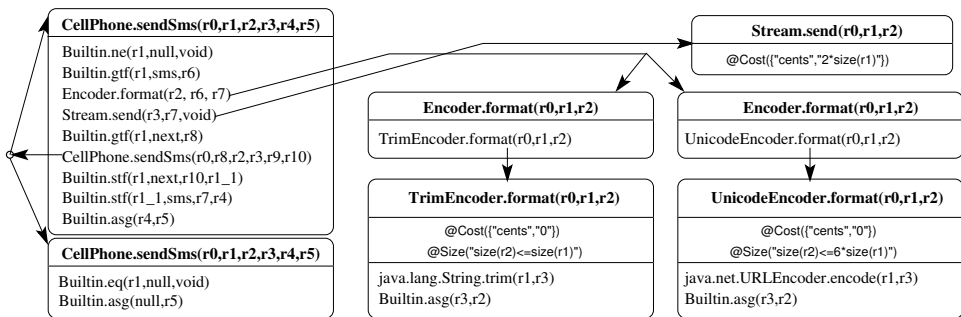 CellPhone.sendSms(r0,r1,r2,r3,r4,r5)
Builtin.ne(r1,null,void)
Builtin.gtf(r1,sms,r6)
Encoder.format(r2, r6, r7)
Stream.send(r3,r7,void)
Builtin.gtf(r1,next,r8)
CellPhone.sendSms(r0,r8,r2,r3,r9,r10)
Builtin.stf(r1,next,r10,r1_1)
Builtin.stf(r1_1,sms,r7,r4)
Builtin.asg(r4,r5)
CellPhone.sendSms(r0,r1,r2,r3,r4,r5)
Builtin.eq(r1,null,void)
Builtin.asg(null,r5)
Stream.send(r0,r1,r2)
@Cost({"cents","2*size(r1)"})
Encoder.format(r0,r1,r2)
TrimEncoder.format(r0,r1,r2)
Encoder.format(r0,r1,r2)
UnicodeEncoder.format(r0,r1,r2)
TrimEncoder.format(r0,r1,r2)
@Cost({"cents","0"})
@Size("size(r2)<=size(r1)")
java.lang.String.trim(r1,r3)
Builtin.asg(r3,r2)
UnicodeEncoder.format(r0,r1,r2)
@Cost({"cents","0"})
@Size("size(r2)<=6*size(r1)")
java.net.URLEncoder.encode(r1,r3)
Builtin.asg(r3,r2)